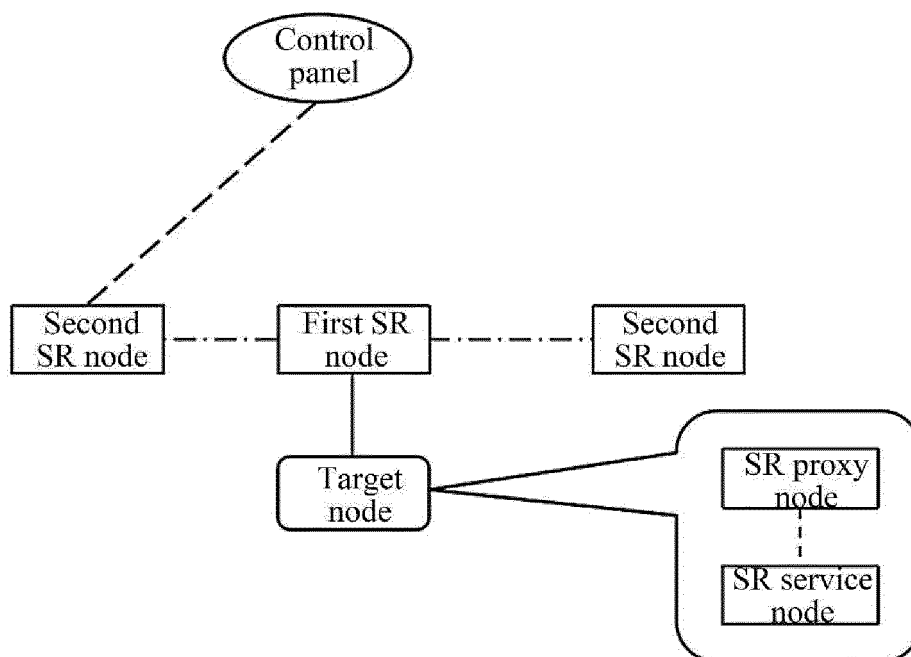 Control
panel
Second
SR node
First SR
node
Second
SR node
Target
node
SR proxy
node
SR service
node